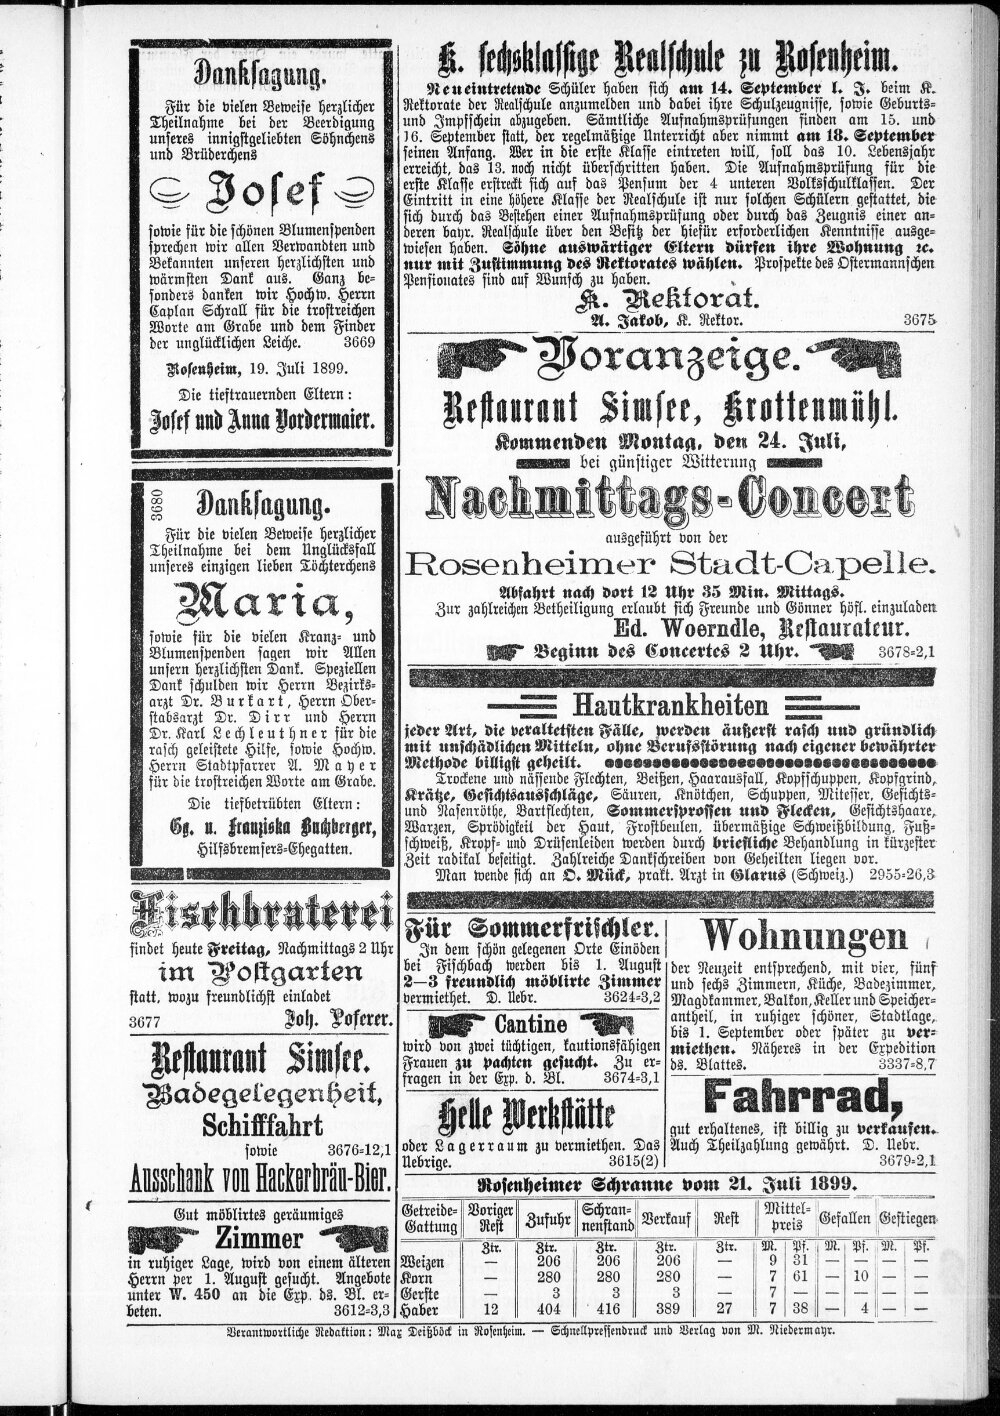 Danksagung.
Für die vielen Beweise herzlicher
Theilnahme bei der Beerdigung
unseres innigstgeliebten Söhnchens
und Brüderchens
Josef
sowie für die schönen Blumenspenden
sprechen wir allen Verwandten und
Bekannten unseren herzlichsten und
wärmsten Dank aus. Ganz be-
sonders danken wir Hochw. Herrn
Caplan Schrall für die trostreichen
Worte am Grabe und dem Finder
der unglücklichen Leiche. 3669
Rosenheim, 19. Juli 1899.
Die tieftrauernden Eltern:
Josef und Anna Vordermaier.
3680
Danksagung.
Für die vielen Beweise herzlicher
Theilnahme bei dem Unglücksfall
unseres einzigen lieben Töchterchens
Maria,
sowie für die vielen Kranz- und
Blumenspenden sagen wir Allen
unsern herzlichsten Dank. Speziellen
Dank schulden wir Herrn Bezirks-
arzt Dr. Burkart, Herrn Ober-
stabsarzt Dr. Dirr und Herrn
Dr. Karl Lechleuthner für die
rasch geleistete Hilfe, sowie Hochw.
Herrn Stadtpfarrer A. Mayer
für die trostreichen Worte am Grabe.
Die tiefbetrübten Eltern:
Gg. u. Franziska Buchberger,
Hilfsbremsers-Ehegatten.
Fischbraterei
findet heute Freitag, Nachmittags 2 Uhr
im Postgarten
statt, wozu freundlichst einladet
3677 Joh. Poserer.
Restaurant Simsee.
Badegelegenheit,
Schifffahrt
sowie 3676=12,1
Ausschank von Hackerbräu-Bier.
Gut möblirtes geräumiges
Zimmer
in ruhiger Lage, wird von einem älteren
Herrn per 1. August gesucht. Angebote
unter W. 450 an die Exp. ds. Bl. er-
beten. 3612=3,3
K. sechsklassige Realschule zu Rosenheim.
Neueintretende Schüler haben sich am 14. September l. J. beim K.
Rektorate der Realschule anzumelden und dabei ihre Schulzeugnisse, sowie Geburts-
und Impfschein abzugeben. Sämtliche Aufnahmsprüfungen finden am 15. und
16. September statt, der regelmäßige Unterricht aber nimmt am 18. September
seinen Anfang. Wer in die erste Klasse eintreten will, soll das 10. Lebensjahr
erreicht, das 13. noch nicht überschritten haben. Die Aufnahmsprüfung für die
erste Klasse erstreckt sich auf das Pensum der 4 unteren Volksschulklassen. Der
Eintritt in eine höhere Klasse der Realschule ist nur solchen Schülern gestattet, die
sich durch das Bestehen einer Aufnahmsprüfung oder durch das Zeugnis einer an-
deren bayr. Realschule über den Besitz der hiefür erforderlichen Kenntnisse ausge-
wiesen haben. Söhne auswärtiger Eltern dürfen ihre Wohnung ꝛc.
nur mit Zustimmung des Rektorates wählen. Prospekte des Ostermannschen
Pensionates sind auf Wunsch zu haben.
K. Rektorat.
A. Jakob, K. Rektor. 3675
Voranzeige.
Restaurant Simsee, Krottenmühl.
Kommenden Montag, den 24. Juli,
bei günstiger Witterung
Nachmittags-Concert
ausgeführt von der
Rosenheimer Stadt-Capelle.
Abfahrt nach dort 12 Uhr 35 Min. Mittags.
Zur zahlreichen Betheiligung erlaubt sich Freunde und Gönner höfl. einzuladen
Ed. Woerndle, Restaurateur.
Beginn des Concertes 2 Uhr. 3678=2,1
Hautkrankheiten
jeder Art, die veraltetsten Fälle, werden äußerst rasch und gründlich
mit unschädlichen Mitteln, ohne Berufsstörung nach eigener bewährter
Methode billigst geheilt.
Trockene und nässende Flechten, Beißen, Haarausfall, Kopfschuppen, Kopfgrind,
Krätze, Gesichtsausschläge, Säuren, Knötchen, Schuppen, Mitesser, Gesichts-
und Nasenröthe, Bartflechten, Sommersprossen und Flecken, Gesichtshaare,
Warzen, Sprödigkeit der Haut, Frostbeulen, übermäßige Schweißbildung, Fuß-
schweiß, Kropf- und Drüsenleiden werden durch briefliche Behandlung in kürzester
Zeit radikal beseitigt. Zahlreiche Dankschreiben von Geheilten liegen vor.
Man wende sich an O. Mück, prakt. Arzt in Glarus (Schweiz.) 2955=26,3
Für Sommerfrischler.
In dem schön gelegenen Orte Einöden
bei Fischbach werden bis 1. August
2—3 freundlich möblirte Zimmer
vermiethet. D. Uebr. 3624=3,2
Cantine
wird von zwei tüchtigen, kautionsfähigen
Frauen zu pachten gesucht. Zu er-
fragen in der Exp. d. Bl. 3674=3,1
Helle Werkstätte
oder Lagerraum zu vermiethen. Das
Uebrige. 3615(2)
Wohnungen
der Neuzeit entsprechend, mit vier, fünf
und sechs Zimmern, Küche, Badezimmer,
Magdkammer, Balkon, Keller und Speicher-
antheil, in ruhiger schöner, Stadtlage,
bis 1. September oder später zu ver-
miethen. Näheres in der Expedition
ds. Blattes. 3337=8,7
Fahrrad,
gut erhaltenes, ist billig zu verkaufen.
Auch Theilzahlung gewährt. D. Uebr.
3679=2,1
Rosenheimer Schranne vom 21. Juli 1899.
Getreide-Gattung Voriger Rest Zufuhr Schran-nenstand Verkauf Rest Mittel-preis Gefallen Gestiegen
Ztr. Ztr. Ztr. Ztr. Ztr. M. Pf. M. Pf. M. Pf.
Weizen — 206 206 206 — 9 31 — — — —
Korn — 280 280 280 — 7 61 — 10 — —
Gerste — 3 3 3 — 7 — — — — —
Haber 12 404 416 389 27 7 38 — 4 — —
Verantwortliche Redaktion: Max Deißböck in Rosenheim. — Schnellpressendruck und Verlag von M. Niedermayr.